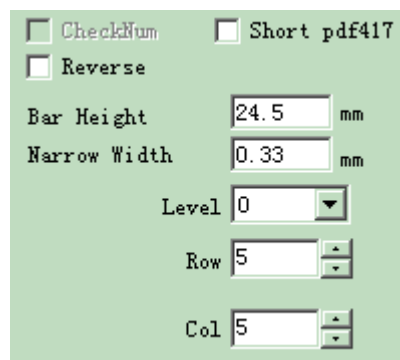 CheckNum Short pdf417
Reverse
Bar Height 24.5 mm
Narrow Width 0.33 mm
Level 0
Row 5
Col 5